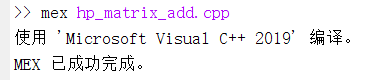 >> mex hp_matrix_add.cpp
使用 'Microsoft Visual C++ 2019' 编译。
MEX 已成功完成。